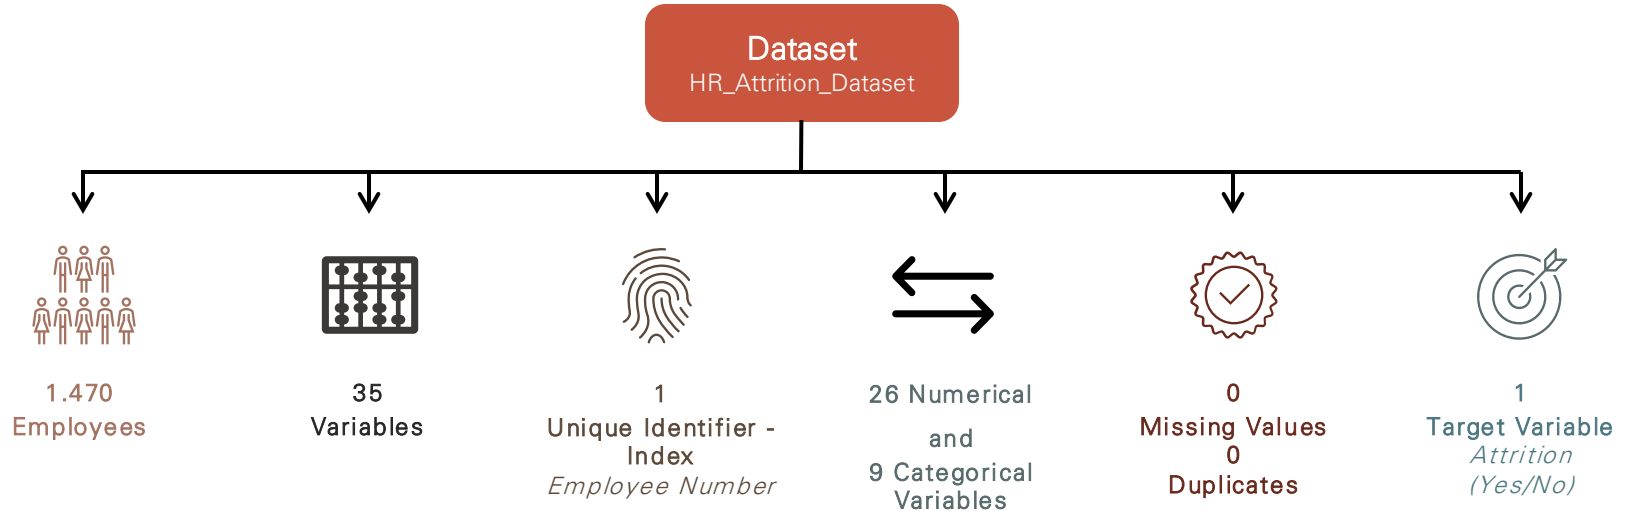 Dataset
HR_Attrition_Dataset
1.470
Employees
35
Variables
1
Unique Identifier -
Index
Employee Number
26 Numerical
and
9 Categorical
Variables
0
Missing Values
0
Duplicates
1
Target Variable
Attrition
(Yes/No)